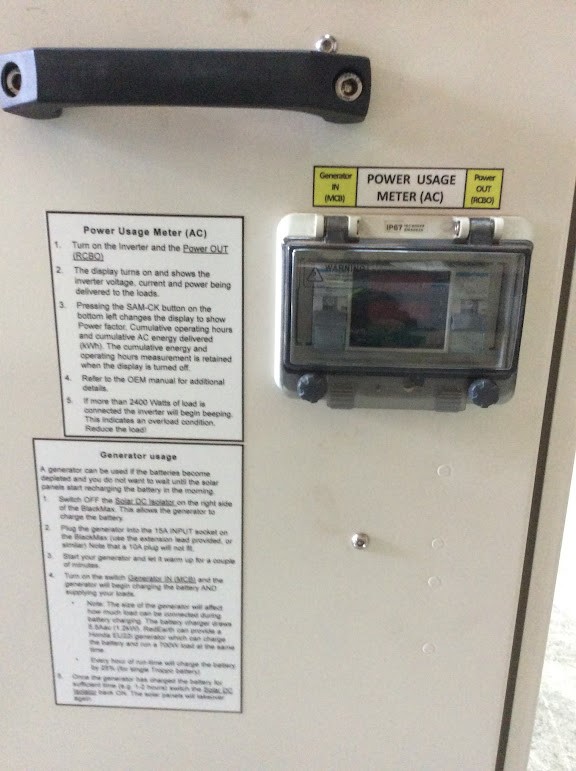 Generator
IN
(MCB)
POWER USAGE
METER (AC)
Power
OUT
(RCBO)
IP67
WARNING!
Power Usage Meter (AC)
1. Turn on the Inverter and the Power OUT
(RCBO)
2. The display turns on and shows the
inverter voltage, current and power being
delivered to the loads.
3. Pressing the SAM-CK button on the
bottom left changes the display to show
Power factor, Cumulative operating hours
and cumulative AC energy delivered
(kWh). The cumulative energy and
operating hours measurement is retained
when the display is turned off.
4. Refer to the OEM manual for additional
details.
5. If more than 2400 Watts of load is
connected the inverter will begin beeping.
This indicates an overload condition.
Reduce the load!
Generator usage
A generator can be used if the batteries become
depleted and you do not want to wait until the solar
panels start recharging the battery in the morning.
1. Switch OFF the Solar DC Isolator on the right side
of the BlackMax. This allows the generator to
charge the battery.
2. Plug the generator into the 15A INPUT socket on
the BlackMax (use the extension lead provided, or
similar) Note that a 10A plug will not fit.
3. Start your generator and let it warm up for a couple
of minutes.
4. Turn on the switch Generator IN (MCB) and the
generator will begin charging the battery AND
supplying your loads.
• Note: The size of the generator will affect
how much load can be connected during
battery charging. The battery charger draws
(1.2kW). RedEarth can provide a
Honda EU22i generator which can charge
the battery and run a 700W load at the same
time.
• Every hour of run-time will charge the battery
by 25% (for single Troppo battery)
5. Once the generator has charged the battery for
sufficient time (e.g. 1-2 hours) switch the Solar DC
Isolator back ON. The solar panels will takeover
again.